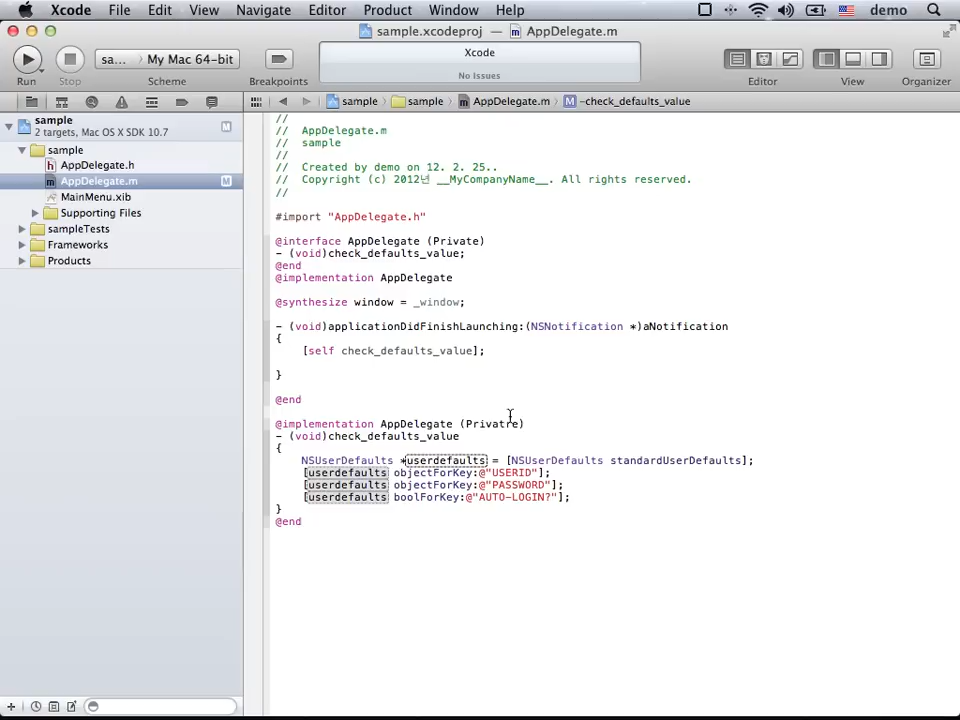 Xcode File Edit View Navigate Editor Product Window Help demo
sample.xcodeproj — AppDelegate.m
sa... My Mac 64-bit Xcode
No Issues
Run Stop Scheme Breakpoints Editor View Organizer
sample sample AppDelegate.m M -check_defaults_value
sample M
2 targets, Mac OS X SDK 10.7
sample
h AppDelegate.h
m AppDelegate.m M
MainMenu.xib
Supporting Files
sampleTests
Frameworks
Products
//
// AppDelegate.m
// sample
//
// Created by demo on 12. 2. 25..
// Copyright (c) 2012년 __MyCompanyName__. All rights reserved.
//
#import "AppDelegate.h"
@interface AppDelegate (Private)
- (void)check_defaults_value;
@end
@implementation AppDelegate
@synthesize window = _window;
- (void)applicationDidFinishLaunching:(NSNotification *)aNotification
{
[self check_defaults_value];
}
@end
@implementation AppDelegate (Privatre)
- (void)check_defaults_value
{
NSUserDefaults *userdefaults = [NSUserDefaults standardUserDefaults];
[userdefaults objectForKey:@"USERID"];
[userdefaults objectForKey:@"PASSWORD"];
[userdefaults boolForKey:@"AUTO-LOGIN?"];
}
@end